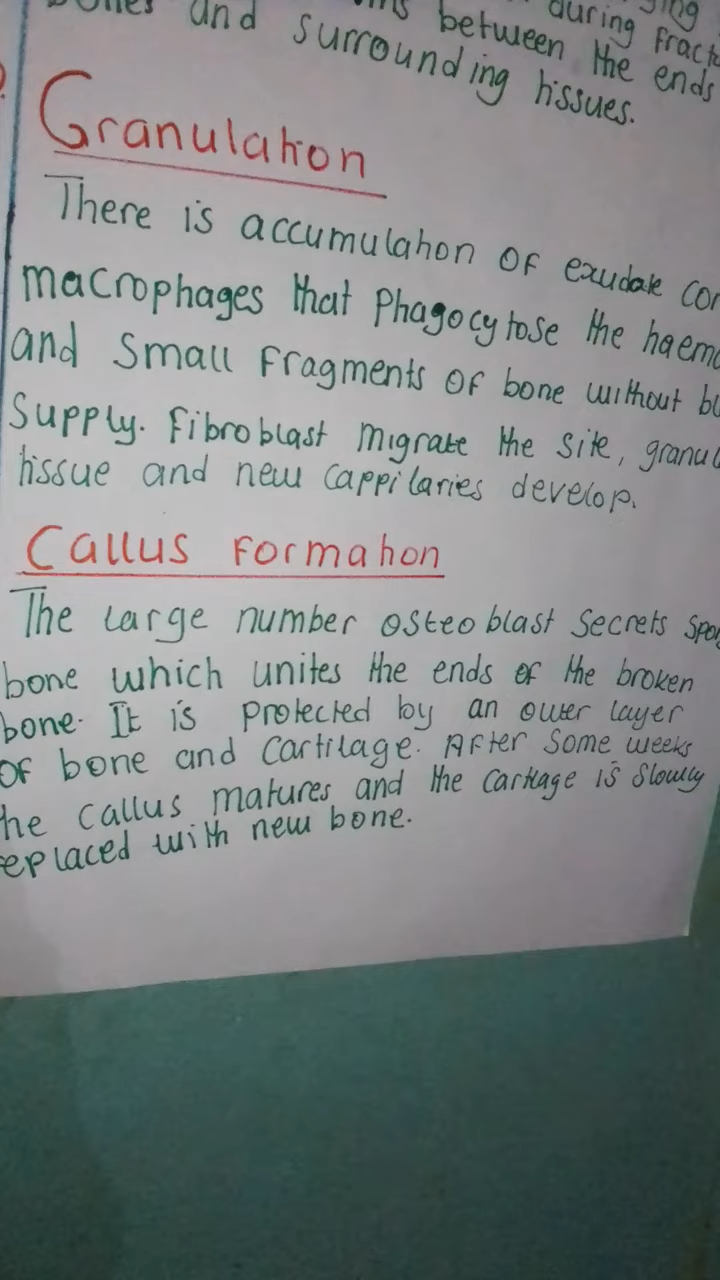 and during fract
surrounding between the ends
tissues.
Granulation
There is accumulation of exudate
macrophages that phagocytose the
and small fragments of bone without
supply. fibroblast migrate the site,
tissue and new cappilaries develop.
Callus Formation
The large number osteoblast secrets
bone which unites the ends of the broken
bone. It is protected by an outer layer
of bone and cartilage. After some weeks
he callus matures and the cartlage is slowly
eplaced with new bone.